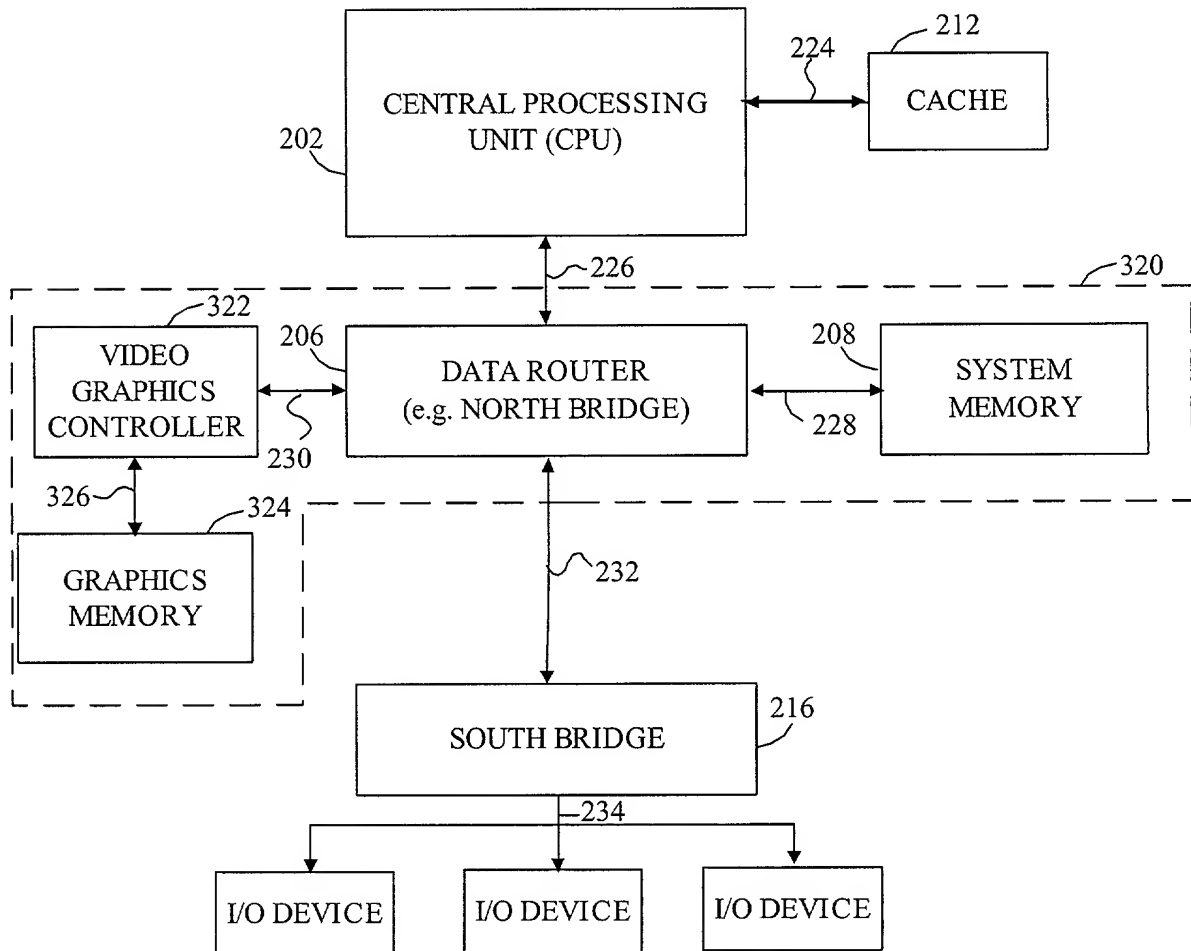 212
224
CENTRAL PROCESSING
UNIT (CPU)
CACHE
202
226
320
322
206
208
VIDEO
GRAPHICS
CONTROLLER
DATA ROUTER
(e.g. NORTH BRIDGE)
SYSTEM
MEMORY
230
228
326
324
GRAPHICS
MEMORY
232
216
SOUTH BRIDGE
234
I/O DEVICE
I/O DEVICE
I/O DEVICE